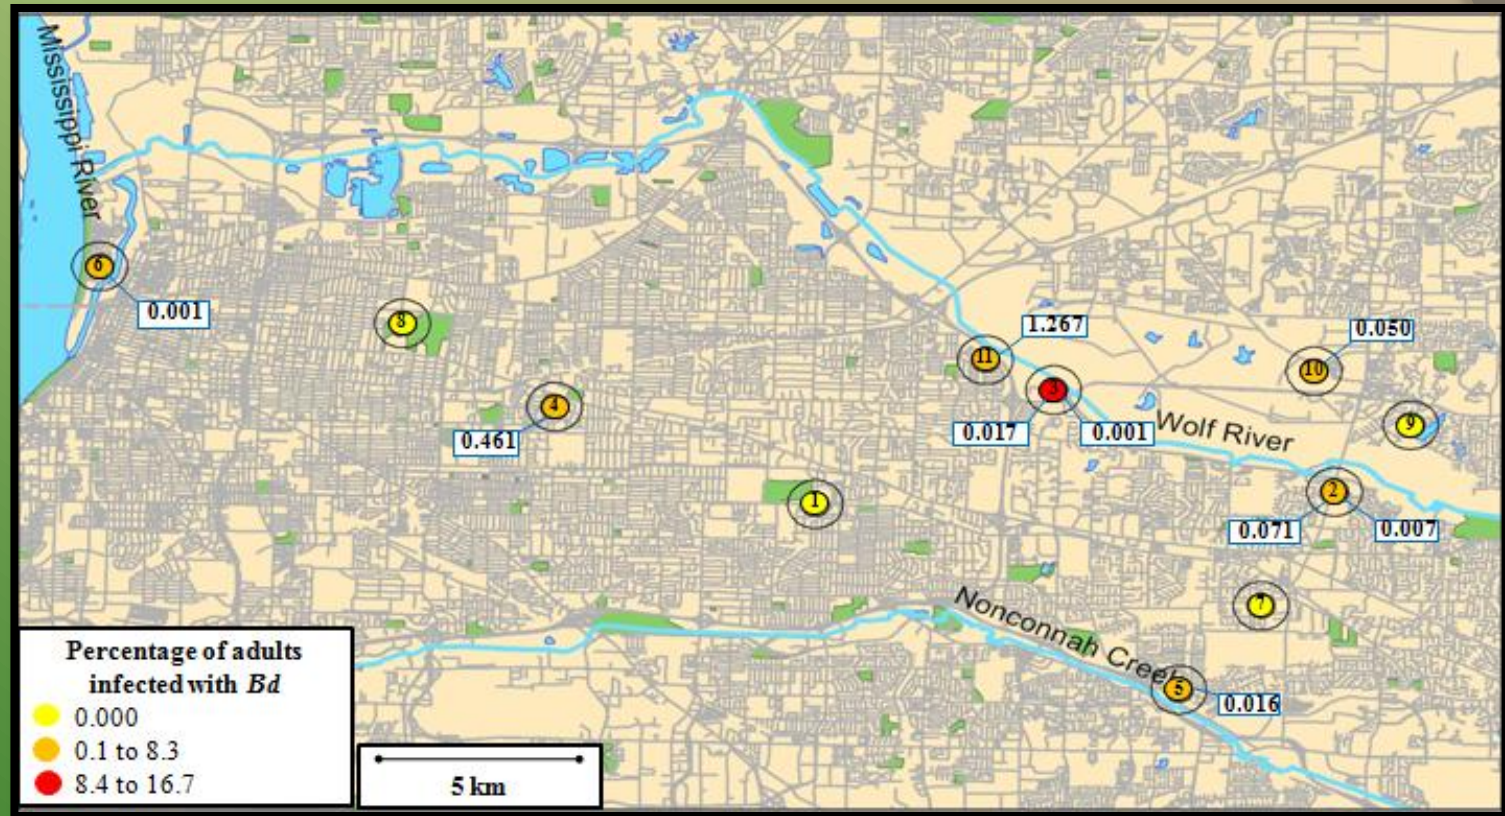 Mississippi River
6
0.001
8
4
0.461
11
1.267
3
0.017
0.001
10
0.050
9
Wolf River
1
2
0.071
0.007
7
Nonconnah Creek
5
0.016
Percentage of adults
infected with Bd
0.000
0.1 to 8.3
8.4 to 16.7
5 km